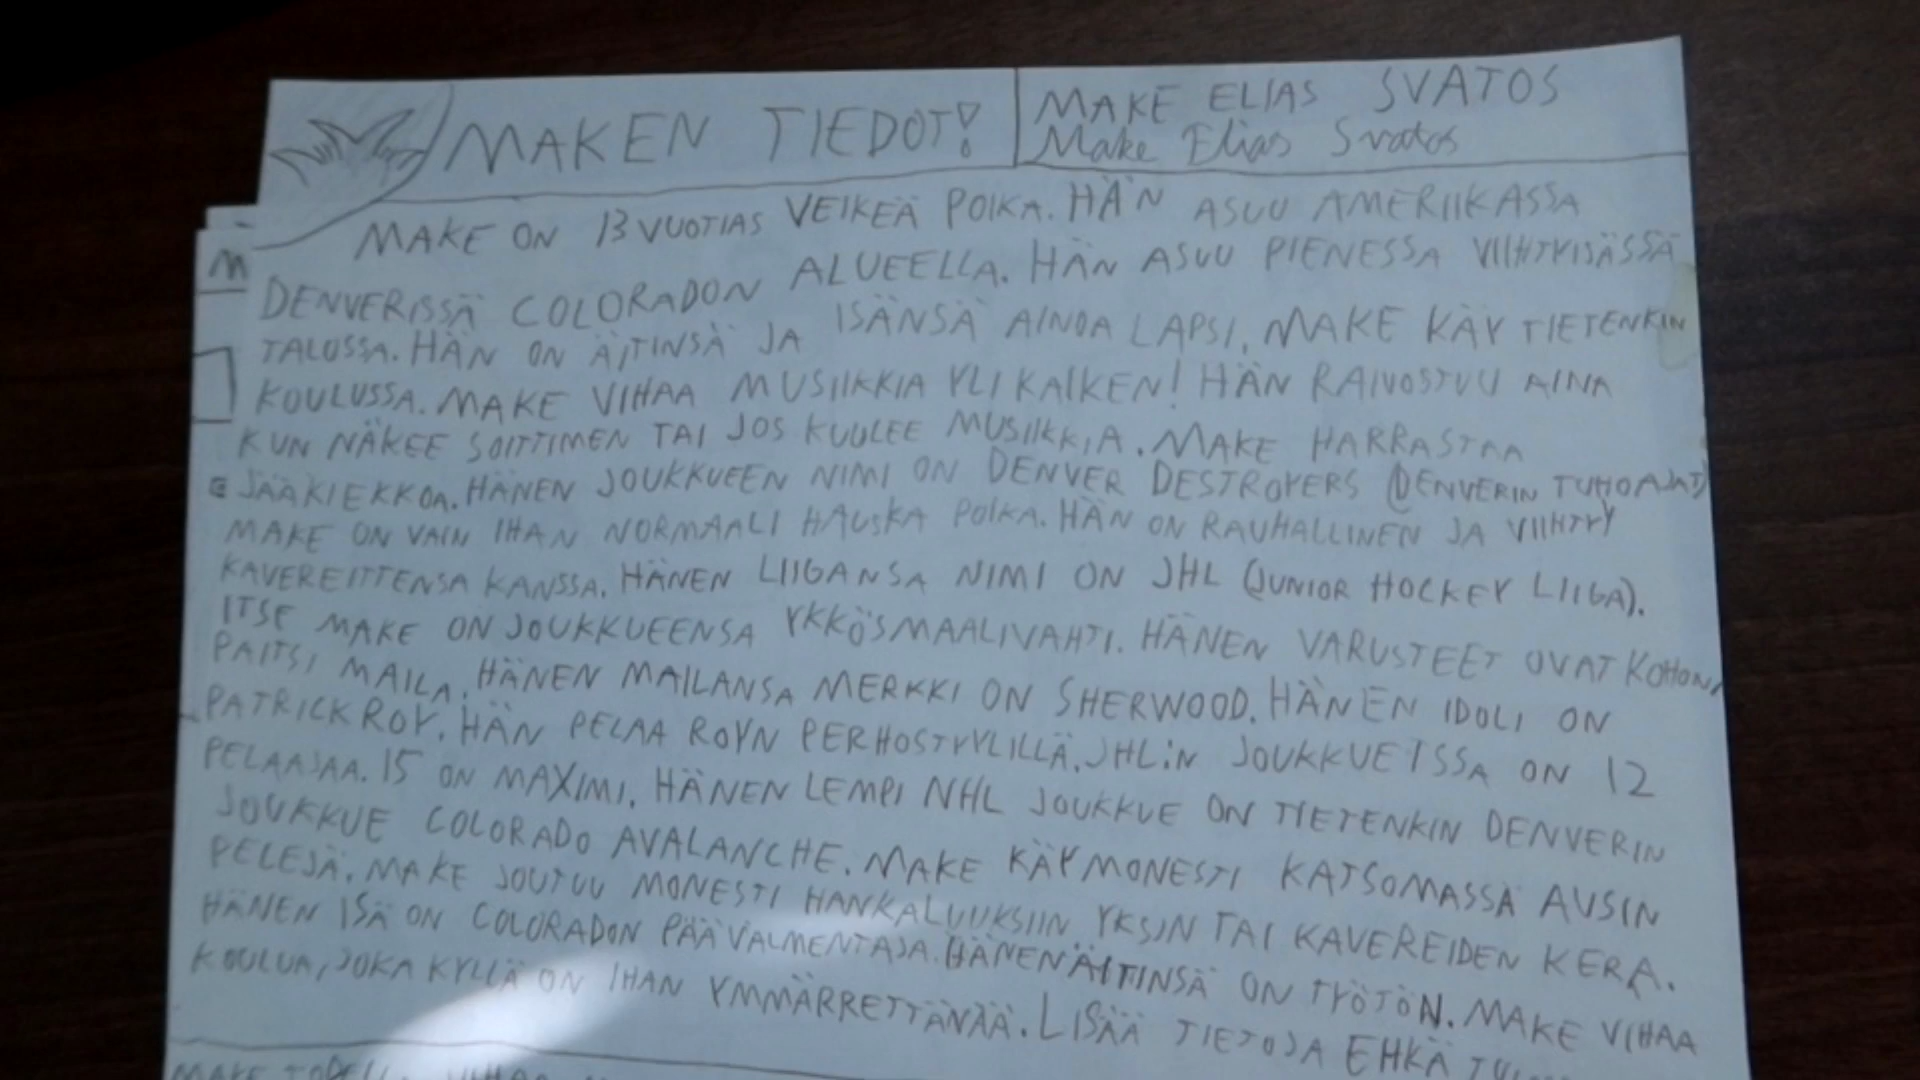 MAKEN TIEDOT!
MAKE ELIAS SVATOS
Make Elias Svatos
MAKE ON 13 VUOTIAS VEIKEÄ POIKA. HÄN ASUU AMERIIKASSA
DENVERISSÄ COLORADON ALUEELLA. HÄN ASUU PIENESSA VIIHTYISÄSSÄ
TALOSSA. HÄN ON ÄITINSÄ JA ISÄNSÄ AINOA LAPSI. MAKE KÄY TIETENKIN
KOULUSSA. MAKE VIHAA MUSIIKKIA YLI KAIKEN! HÄN RAIVOSTUU AINA
KUN NÄKEE SOITTIMEN TAI JOS KUULEE MUSIIKKIA. MAKE HARRASTAA
JÄÄKIEKKOA. HÄNEN JOUKKUEEN NIMI ON DENVER DESTROYERS (DENVERIN TUHOAJAT)
MAKE ON VAIN IHAN NORMAALI HAUSKA POIKA. HÄN ON RAUHALLINEN JA VIIHTYY
KAVEREITTENSA KANSSA. HÄNEN LIIGANSA NIMI ON JHL (JUNIOR HOCKEY LIIGA).
ITSE MAKE ON JOUKKUEENSA YKKÖSMAALIVAHTI. HÄNEN VARUSTEET OVAT KOHON
PAITSI MAILA. HÄNEN MAILANSA MERKKI ON SHERWOOD. HÄNEN IDOLI ON
PATRICK ROY. HÄN PELAA ROYN PERHOSTYYLILLÄ. JHL:N JOUKKUEISSA ON 12
PELAAJAA. 15 ON MAXIMI. HÄNEN LEMPI NHL JOUKKUE ON TIETENKIN DENVERIN
JOUKKUE COLORADO AVALANCHE. MAKE KÄY MONESTI KATSOMASSA AVSIN
PELEJÄ. MAKE JOUTUU MONESTI HANKALUUKSIIN YKSIN TAI KAVEREIDEN KERA.
HÄNEN ISÄ ON COLORADON PÄÄVALMENTAJA. HÄNEN ÄITINSÄ ON TYÖTÖN. MAKE VIHAA
KOULUA, JOKA KYLLÄ ON IHAN YMMÄRRETTÄNÄÄ. LISÄÄ TIETOJA EHKÄ
M